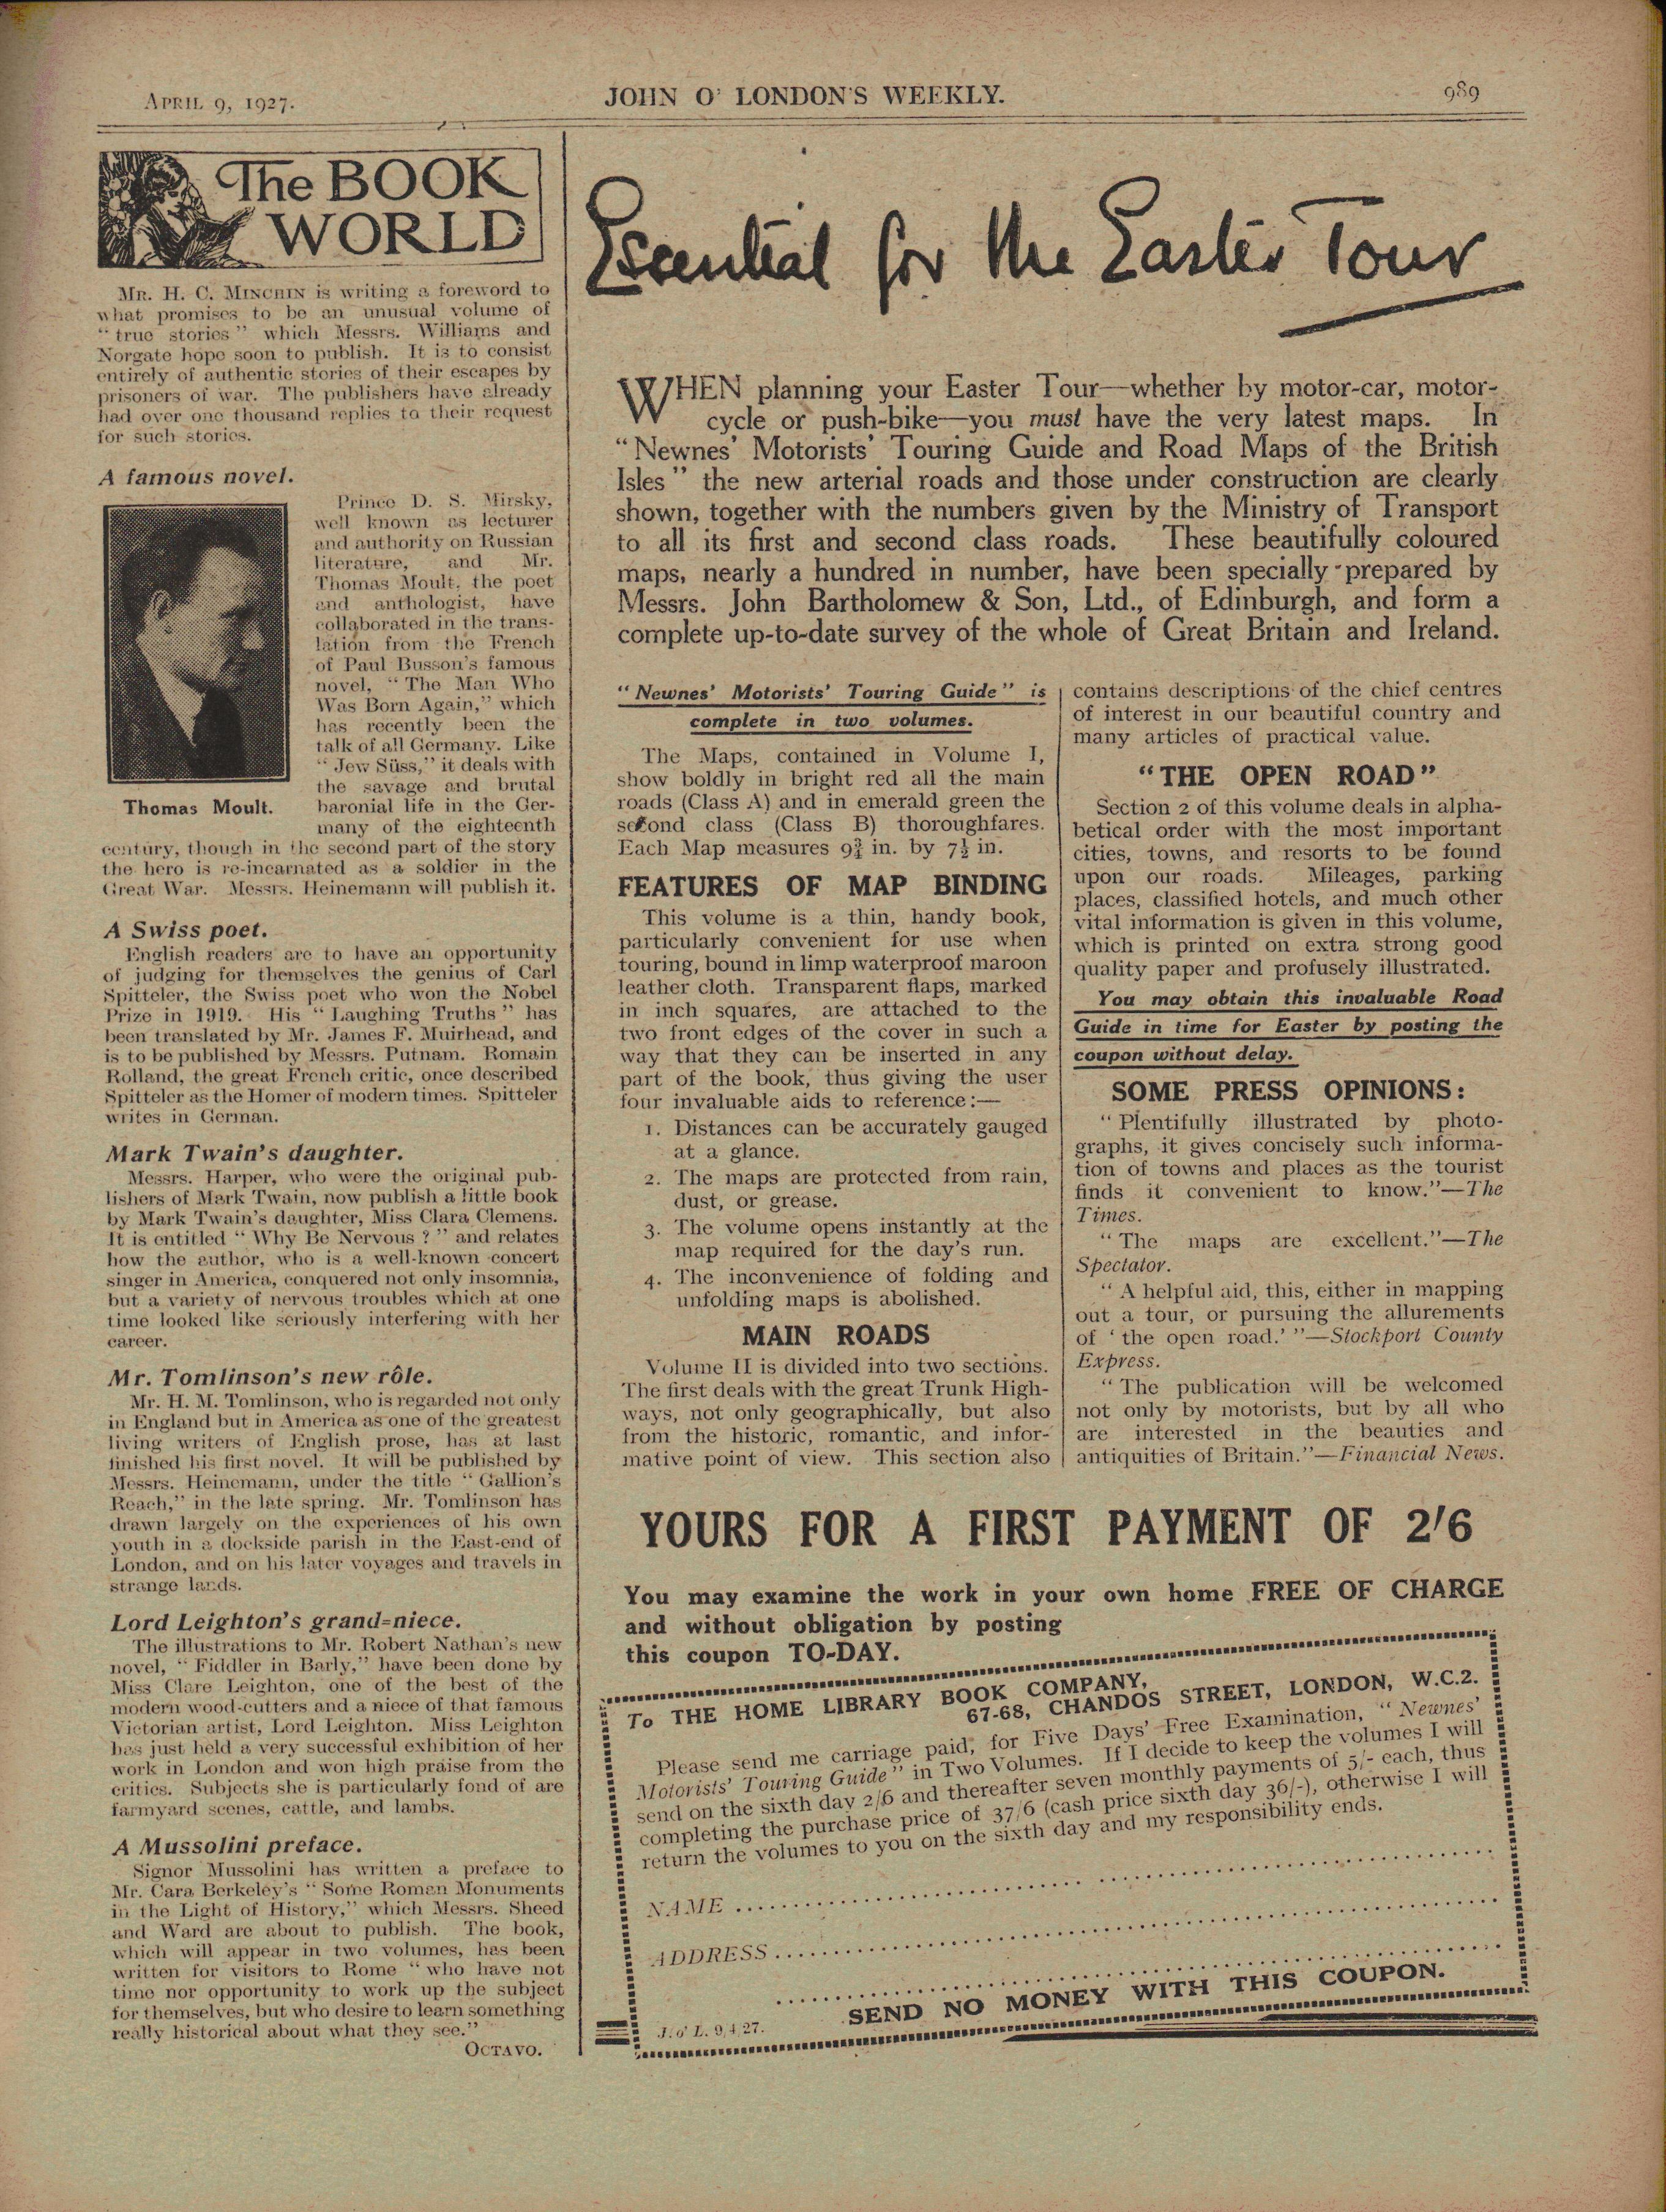 APRIL 9, 1927.
JOHN O' LONDON'S WEEKLY.
989
The BOOK
WORLD
MR. H. C. MINCHIN is writing a foreword to
what promises to be an unusual volume of
“ true stories ” which Messrs. Williams and
Norgate hope soon to publish. It is to consist
entirely of authentic stories of their escapes by
prisoners of war. The publishers have already
had over one thousand replies to their request
for such stories.
A famous novel.
Prince D. S. Mirsky,
well known as lecturer
and authority on Russian
literature, and Mr.
Thomas Moult, the poet
and anthologist, have
collaborated in the trans-
lation from the French
of Paul Busson's famous
novel, “ The Man Who
Was Born Again,” which
has recently been the
talk of all Germany. Like
“ Jew Süss,” it deals with
the savage and brutal
baronial life in the Ger-
many of the eighteenth
Thomas Moult.
century, though in the second part of the story
the hero is re-incarnated as a soldier in the
Great War. Messrs. Heinemann will publish it.
A Swiss poet.
English readers are to have an opportunity
of judging for themselves the genius of Carl
Spitteler, the Swiss poet who won the Nobel
Prize in 1919. His “ Laughing Truths ” has
been translated by Mr. James F. Muirhead, and
is to be published by Messrs. Putnam. Romain
Rolland, the great French critic, once described
Spitteler as the Homer of modern times. Spitteler
writes in German.
Mark Twain's daughter.
Messrs. Harper, who were the original pub-
lishers of Mark Twain, now publish a little book
by Mark Twain's daughter, Miss Clara Clemens.
It is entitled “ Why Be Nervous ? ” and relates
how the author, who is a well-known concert
singer in America, conquered not only insomnia,
but a variety of nervous troubles which at one
time looked like seriously interfering with her
career.
Mr. Tomlinson's new rôle.
Mr. H. M. Tomlinson, who is regarded not only
in England but in America as one of the greatest
living writers of English prose, has at last
finished his first novel. It will be published by
Messrs. Heinemann, under the title “ Gallion's
Reach,” in the late spring. Mr. Tomlinson has
drawn largely on the experiences of his own
youth in a dockside parish in the East-end of
London, and on his later voyages and travels in
strange lands.
Lord Leighton's grand-niece.
The illustrations to Mr. Robert Nathan's new
novel, “ Fiddler in Barly,” have been done by
Miss Clare Leighton, one of the best of the
modern wood-cutters and a niece of that famous
Victorian artist, Lord Leighton. Miss Leighton
has just held a very successful exhibition of her
work in London and won high praise from the
critics. Subjects she is particularly fond of are
farmyard scenes, cattle, and lambs.
A Mussolini preface.
Signor Mussolini has written a preface to
Mr. Cara Berkeley's “ Some Roman Monuments
in the Light of History,” which Messrs. Sheed
and Ward are about to publish. The book,
which will appear in two volumes, has been
written for visitors to Rome “ who have not
time nor opportunity to work up the subject
for themselves, but who desire to learn something
really historical about what they see.”
OCTAVO.
Essential for the Easter Tour
WHEN planning your Easter Tour—whether by motor-car, motor-
cycle or push-bike—you must have the very latest maps. In
“Newnes' Motorists' Touring Guide and Road Maps of the British
Isles” the new arterial roads and those under construction are clearly
shown, together with the numbers given by the Ministry of Transport
to all its first and second class roads. These beautifully coloured
maps, nearly a hundred in number, have been specially prepared by
Messrs. John Bartholomew & Son, Ltd., of Edinburgh, and form a
complete up-to-date survey of the whole of Great Britain and Ireland.
“Newnes' Motorists' Touring Guide” is
complete in two volumes.
The Maps, contained in Volume I,
show boldly in bright red all the main
roads (Class A) and in emerald green the
second class (Class B) thoroughfares.
Each Map measures 9¾ in. by 7½ in.
FEATURES OF MAP BINDING
This volume is a thin, handy book,
particularly convenient for use when
touring, bound in limp waterproof maroon
leather cloth. Transparent flaps, marked
in inch squares, are attached to the
two front edges of the cover in such a
way that they can be inserted in any
part of the book, thus giving the user
four invaluable aids to reference:—
1. Distances can be accurately gauged
at a glance.
2. The maps are protected from rain,
dust, or grease.
3. The volume opens instantly at the
map required for the day's run.
4. The inconvenience of folding and
unfolding maps is abolished.
MAIN ROADS
Volume II is divided into two sections.
The first deals with the great Trunk High-
ways, not only geographically, but also
from the historic, romantic, and infor-
mative point of view. This section also
contains descriptions of the chief centres
of interest in our beautiful country and
many articles of practical value.
“THE OPEN ROAD”
Section 2 of this volume deals in alpha-
betical order with the most important
cities, towns, and resorts to be found
upon our roads. Mileages, parking
places, classified hotels, and much other
vital information is given in this volume,
which is printed on extra strong good
quality paper and profusely illustrated.
You may obtain this invaluable Road
Guide in time for Easter by posting the
coupon without delay.
SOME PRESS OPINIONS:
“ Plentifully illustrated by photo-
graphs, it gives concisely such informa-
tion of towns and places as the tourist
finds it convenient to know.”—The
Times.
“ The maps are excellent.”—The
Spectator.
“ A helpful aid, this, either in mapping
out a tour, or pursuing the allurements
of ‘ the open road.’ ”—Stockport County
Express.
“ The publication will be welcomed
not only by motorists, but by all who
are interested in the beauties and
antiquities of Britain.”—Financial News.
YOURS FOR A FIRST PAYMENT OF 2/6
You may examine the work in your own home FREE OF CHARGE
and without obligation by posting
this coupon TO-DAY.
To THE HOME LIBRARY BOOK COMPANY,
67-68, CHANDOS STREET, LONDON, W.C.2.
Please send me carriage paid, for Five Days' Free Examination, “ Newnes'
Motorists' Touring Guide ” in Two Volumes. If I decide to keep the volumes I will
send on the sixth day 2/6 and thereafter seven monthly payments of 5/- each, thus
completing the purchase price of 37/6 (cash price sixth day 36/-), otherwise I will
return the volumes to you on the sixth day and my responsibility ends.
NAME
ADDRESS
SEND NO MONEY WITH THIS COUPON.
J. o' L. 9/4/27.